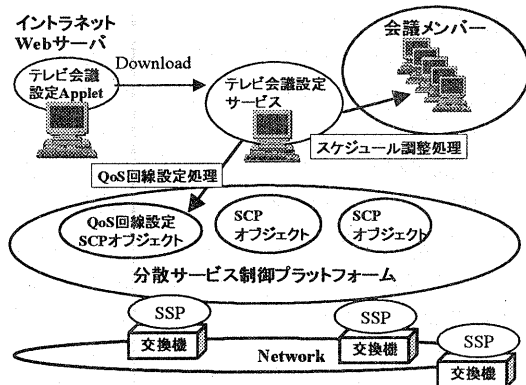 イントラネット
Webサーバ
テレビ会議
設定Applet
Download
テレビ会議設定
サービス
会議メンバー
スケジュール調整処理
QoS回線設定処理
QoS回線設定
SCPオブジェクト
SCP
オブジェクト
SCP
オブジェクト
分散サービス制御プラットフォーム
SSP
交換機
SSP
交換機
SSP
交換機
Network